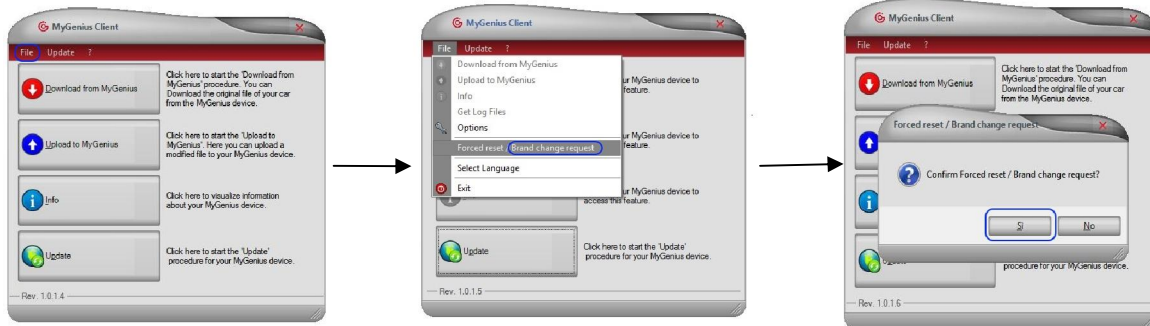 MyGenius Client
File Update ?
Download from MyGenius
Click here to start the 'Download from
MyGenius' procedure. You can
Download the original file of your car
from the MyGenius device.
Upload to MyGenius
Click here to start the 'Upload to
MyGenius'. Here you can upload a
modified file to your MyGenius device.
Info
Click here to visualize information
about your MyGenius device.
Update
Click here to start the 'Update'
procedure for your MyGenius device.
Rev. 1.0.1.4
MyGenius Client
File Update ?
Download from MyGenius
Upload to MyGenius
Info
Get Log Files
Options
Forced reset / Brand change request
Select Language
Exit
ur MyGenius device to
feature.
ur MyGenius device to
feature.
ur MyGenius device to
access this feature.
Update
Click here to start the 'Update'
procedure for your MyGenius device.
Rev. 1.0.1.5
MyGenius Client
File Update ?
Download from MyGenius
Click here to start the 'Download from
MyGenius' procedure. You can
Download the original file of your car
from the MyGenius device.
Forced reset / Brand change request
Confirm Forced reset / Brand change request?
Si
No
procedure for your MyGenius device.
Rev. 1.0.1.6